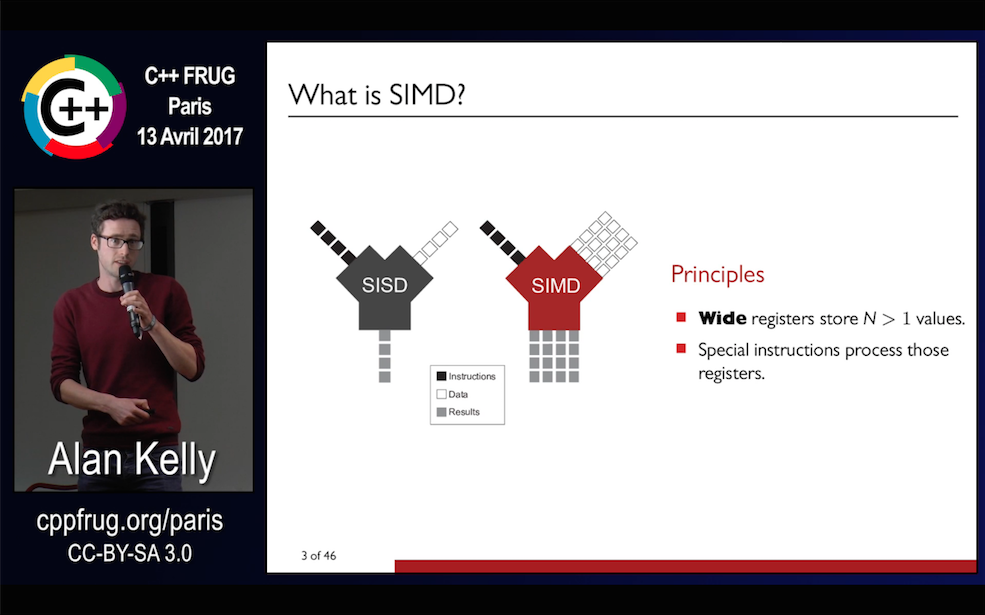 C++
C++ FRUG
Paris
13 Avril 2017
Alan Kelly
cppfrug.org/paris
CC-BY-SA 3.0
What is SIMD?
SISD
SIMD
Instructions
Data
Results
Principles
Wide registers store N > 1 values.
Special instructions process those
registers.
3 of 46